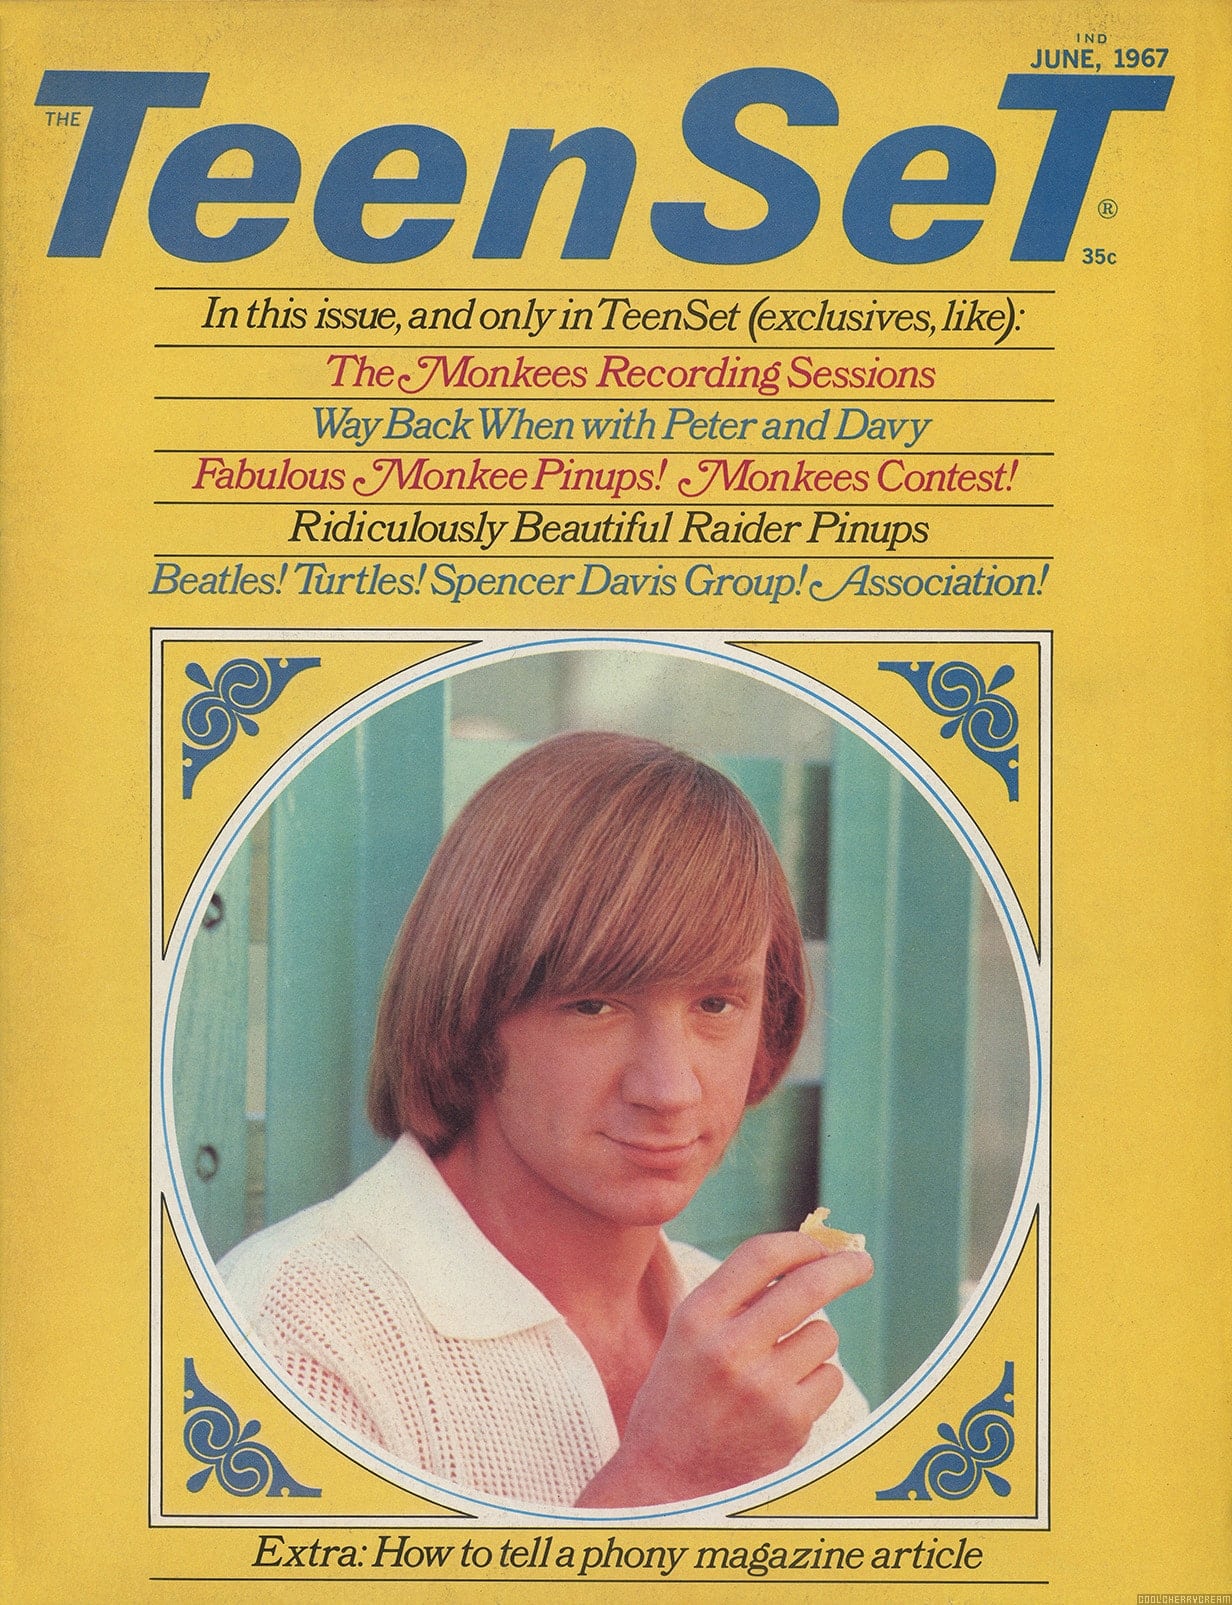 IND
JUNE, 1967
THE
TeenSeT
®
35c
In this issue, and only in TeenSet (exclusives, like):
The Monkees Recording Sessions
Way Back When with Peter and Davy
Fabulous Monkee Pinups! Monkees Contest!
Ridiculously Beautiful Raider Pinups
Beatles! Turtles! Spencer Davis Group! Association!
Extra: How to tell a phony magazine article
COOLCHERRYCREAM